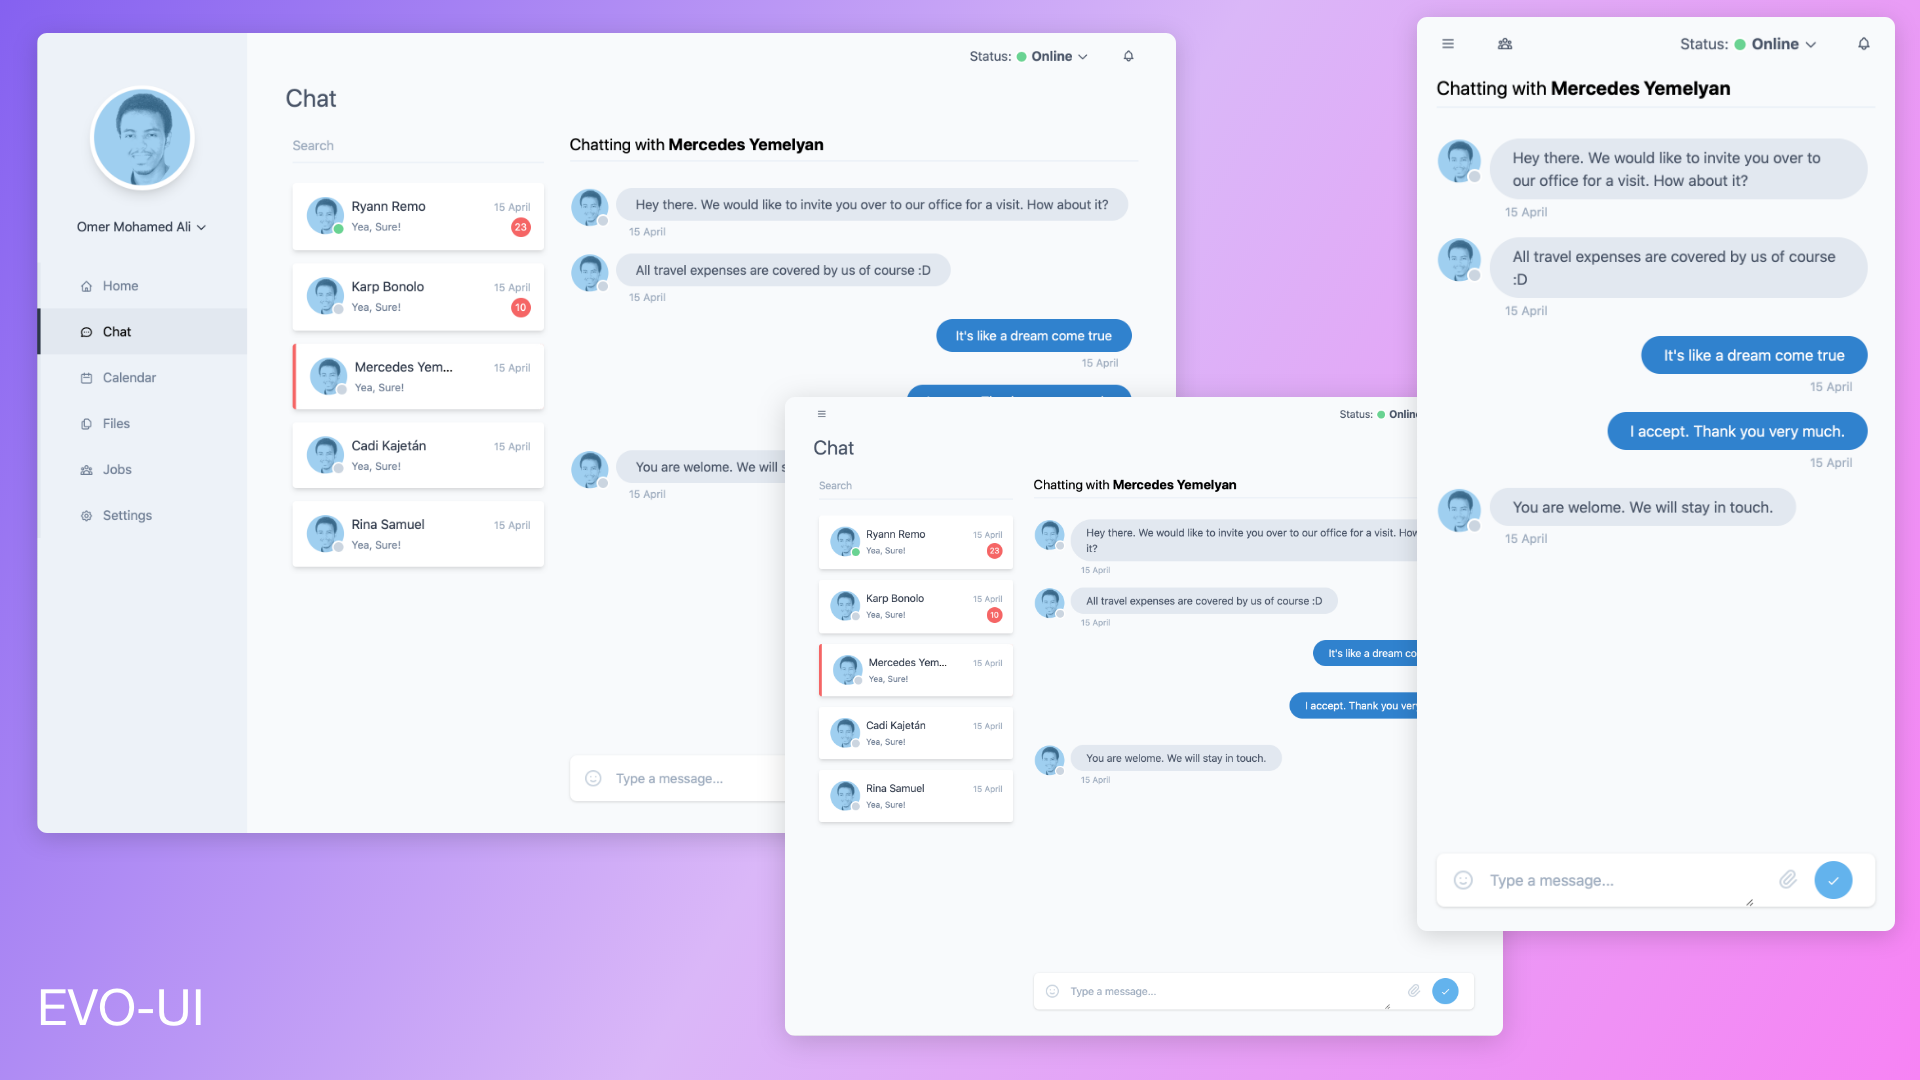 Status: Online
Chat
Search
Chatting with Mercedes Yemelyan
Omer Mohamed Ali
Home
Chat
Calendar
Files
Jobs
Settings
Ryann Remo
15 April
Yea, Sure!
23
Karp Bonolo
15 April
Yea, Sure!
10
Mercedes Yem...
15 April
Yea, Sure!
Cadi Kajetán
15 April
Yea, Sure!
Rina Samuel
15 April
Yea, Sure!
Hey there. We would like to invite you over to our office for a visit. How about it?
15 April
All travel expenses are covered by us of course :D
15 April
It's like a dream come true
15 April
You are welome. We will s
15 April
Type a message...
Status: Online
Chat
Search
Chatting with Mercedes Yemelyan
Ryann Remo
15 April
Yea, Sure!
23
Karp Bonolo
15 April
Yea, Sure!
10
Mercedes Yem...
15 April
Yea, Sure!
Cadi Kajetán
15 April
Yea, Sure!
Rina Samuel
15 April
Yea, Sure!
Hey there. We would like to invite you over to our office for a visit. How
it?
15 April
All travel expenses are covered by us of course :D
15 April
It's like a dream co
I accept. Thank you very
You are welome. We will stay in touch.
15 April
Type a message...
Status: Online
Chatting with Mercedes Yemelyan
Hey there. We would like to invite you over to
our office for a visit. How about it?
15 April
All travel expenses are covered by us of course
:D
15 April
It's like a dream come true
15 April
I accept. Thank you very much.
15 April
You are welome. We will stay in touch.
15 April
Type a message...
EVO-UI